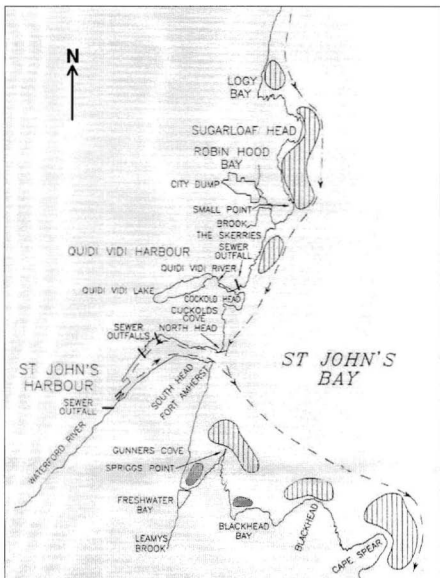 N
LOGY
BAY
SUGARLOAF HEAD
ROBIN HOOD
BAY
CITY DUMP
SMALL POINT
BROOK
THE SKERRIES
SEWER
OUTFALL
QUIDI VIDI HARBOUR
QUIDI VIDI RIVER
QUIDI VIDI LAKE
COCKOLD HEAD
CUCKOLDS
COVE
SEWER
OUTFALLS
NORTH HEAD
ST JOHN'S
HARBOUR
ST JOHN'S
BAY
SEWER
OUTFALL
SOUTH HEAD
FORT AMHERST
WATERFORD RIVER
GUNNERS COVE
SPRIGGS POINT
FRESHWATER
BAY
BLACKHEAD
BAY
BLACKHEAD
LEAMYS
BROOK
CAPE SPEAR